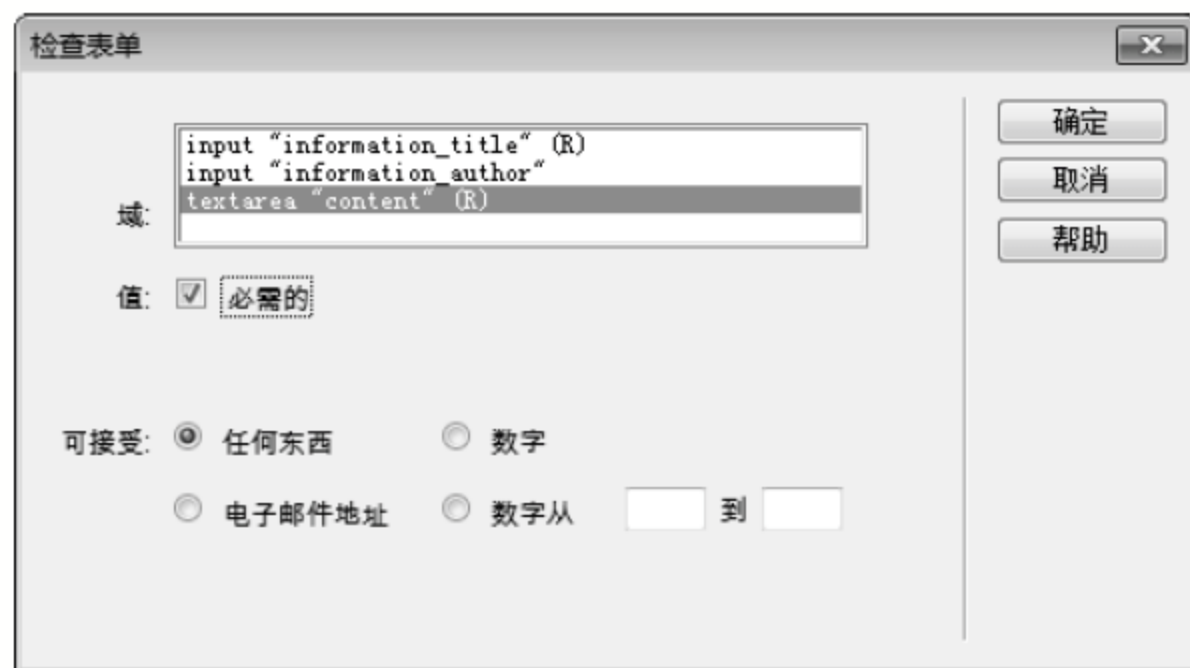 检查表单
input "information_title" (R)
input "information_author"
textarea "content" (R)
域:
值: 必需的
可接受: 任何东西 数字
电子邮件地址 数字从 到
确定
取消
帮助